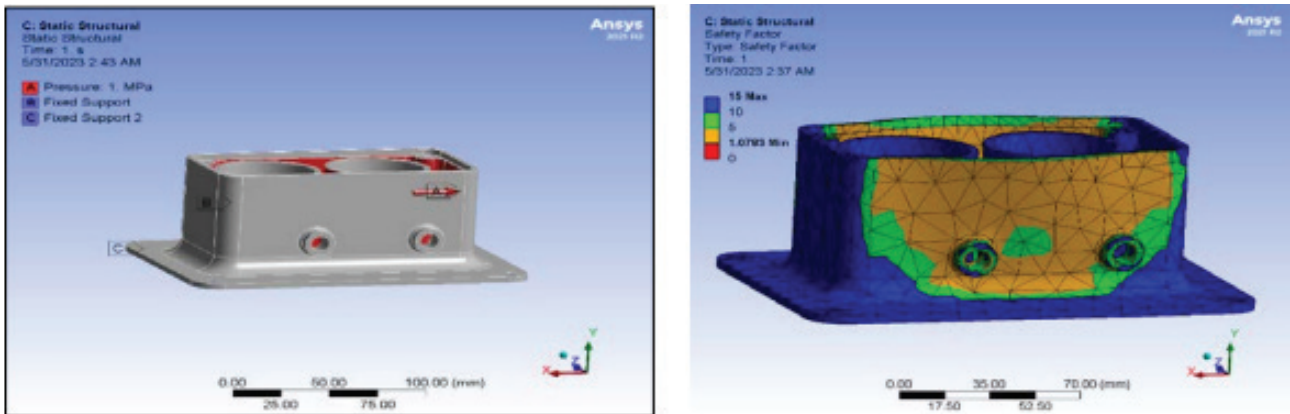 C: Static Structural
Static Structural
Time: 1. s
5/31/2023 2:43 AM
A Pressure: 1. MPa
B Fixed Support
C Fixed Support 2
Ansys
A
B
C
Y
X
Z
0.00 50.00 100.00 (mm)
25.00 75.00
C: Static Structural
Safety Factor
Type: Safety Factor
Time: 1
5/31/2023 2:37 AM
15 Max
10
5
1.0793 Min
0
Ansys
Y
X
Z
0.00 35.00 70.00 (mm)
17.50 52.50